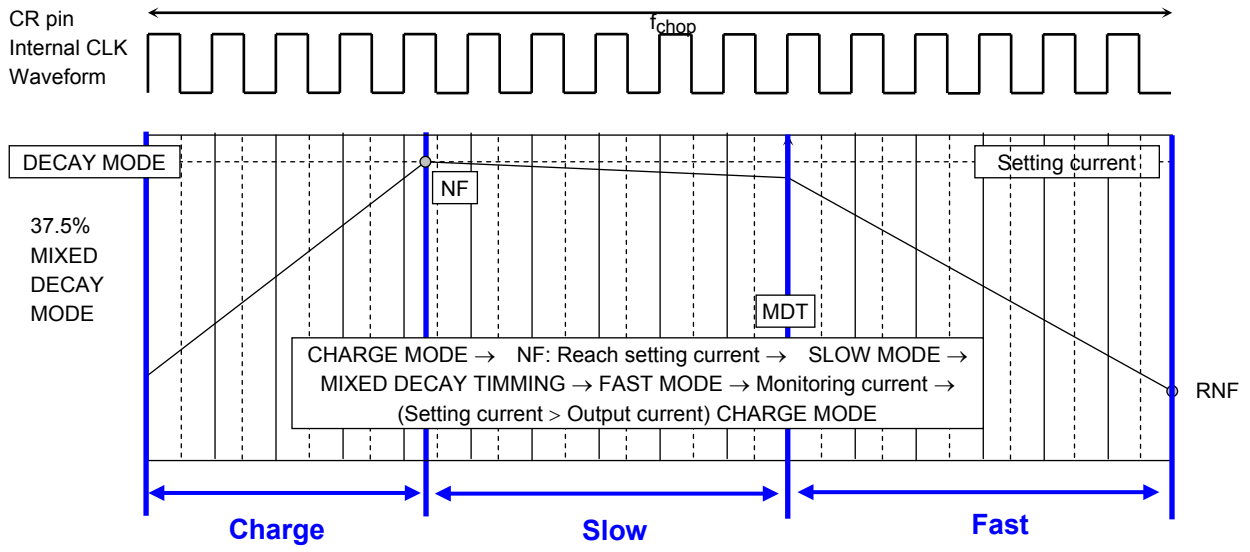 CR pin
Internal CLK
Waveform
fchop
DECAY MODE
Setting current
NF
37.5%
MIXED
DECAY
MODE
MDT
CHARGE MODE → NF: Reach setting current → SLOW MODE →
MIXED DECAY TIMMING → FAST MODE → Monitoring current →
(Setting current > Output current) CHARGE MODE
RNF
Charge
Slow
Fast